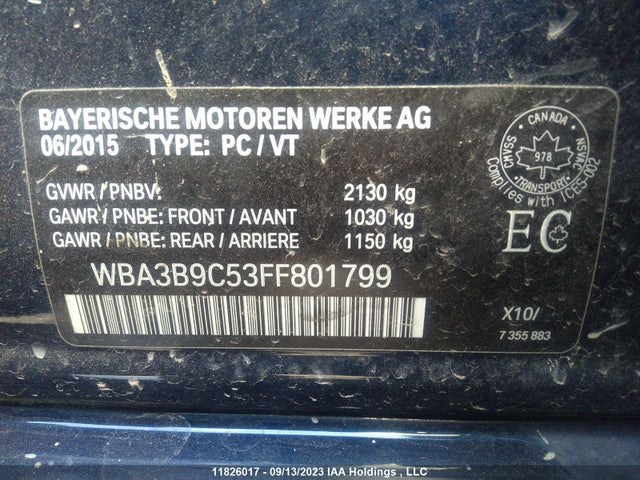 BAYERISCHE MOTOREN WERKE AG
06/2015 TYPE: PC / VT
GVWR / PNBV: 2130 kg
GAWR / PNBE: FRONT / AVANT 1030 kg
GAWR / PNBE: REAR / ARRIERE 1150 kg
WBA3B9C53FF801799
CANADA
CMVSS
NSVAC
978
TRANSPORT
Complies with ICES-002
EC
X10/
7 355 883
11826017 - 09/13/2023 IAA Holdings , LLC